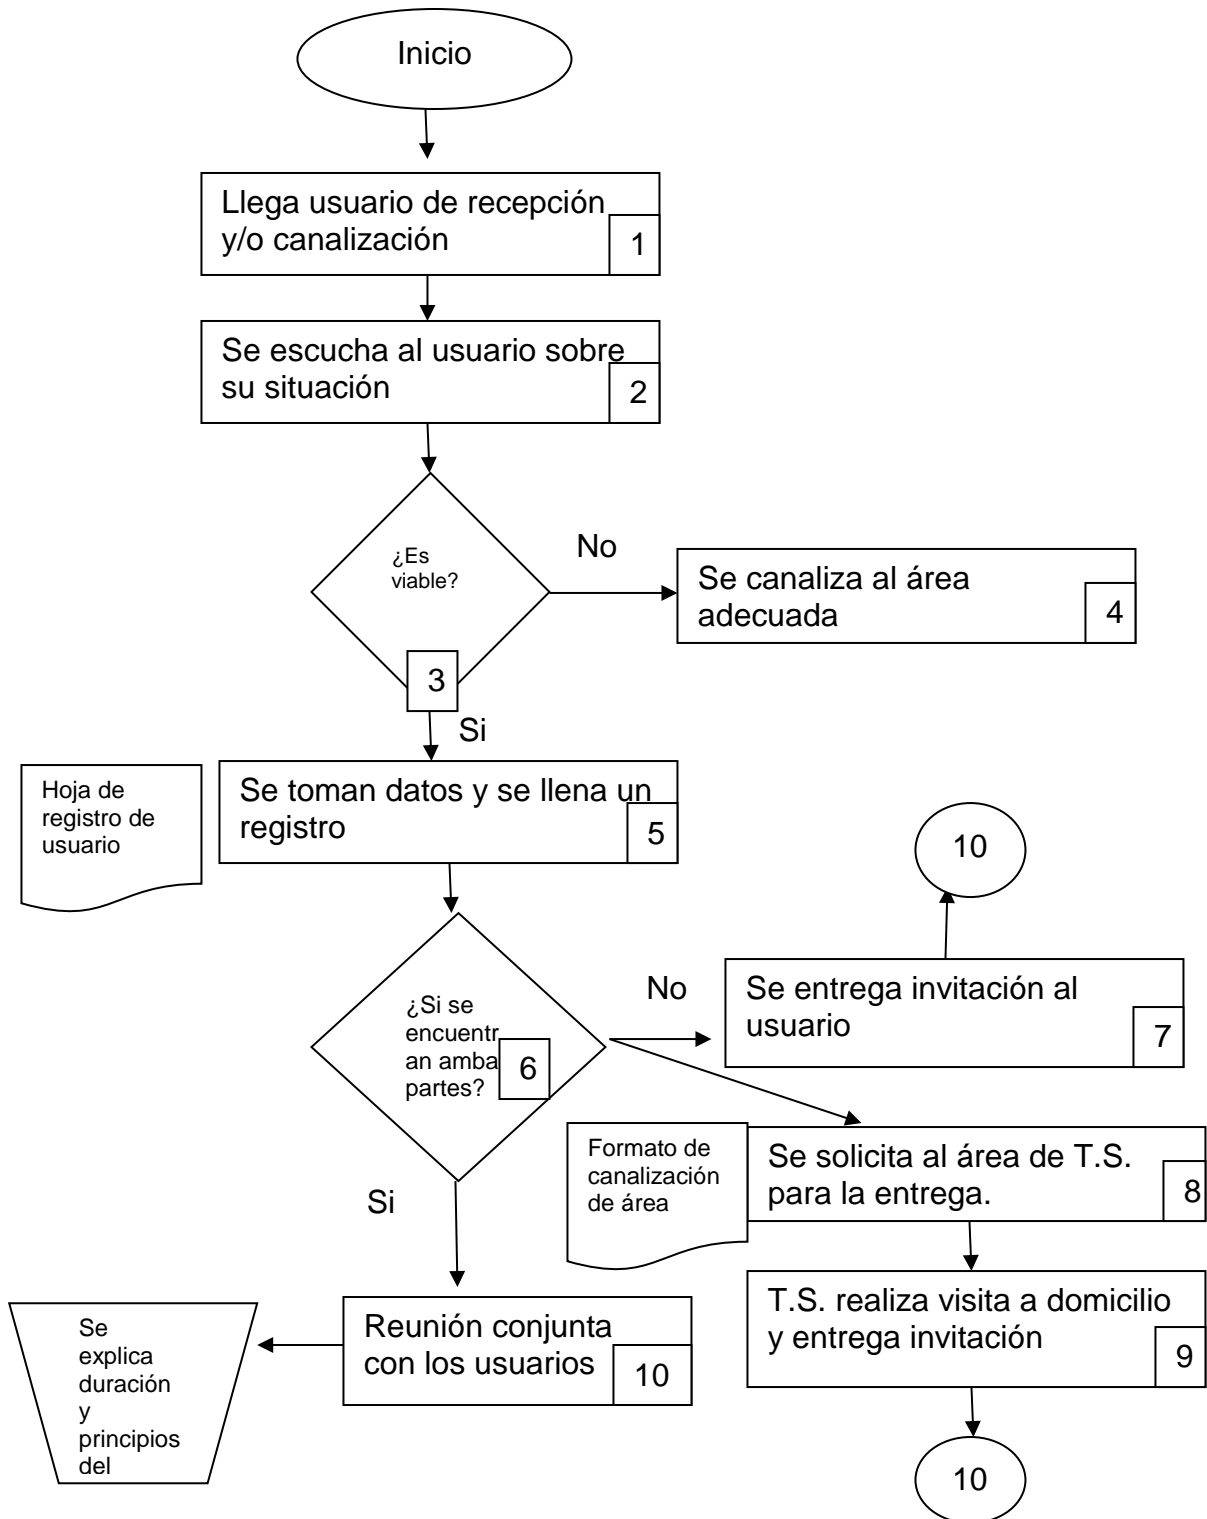 Inicio
Llega usuario de recepción
y/o canalización
1
Se escucha al usuario sobre
su situación
2
¿Es
viable?
3
No
Se canaliza al área
adecuada
4
Si
Hoja de
registro de
usuario
Se toman datos y se llena un
registro
5
10
¿Si se
encuentr
an amba
partes?
6
No
Se entrega invitación al
usuario
7
Formato de
canalización
de área
Se solicita al área de T.S.
para la entrega.
8
Si
T.S. realiza visita a domicilio
y entrega invitación
9
Reunión conjunta
con los usuarios
10
Se
explica
duración
y
principios
del
10